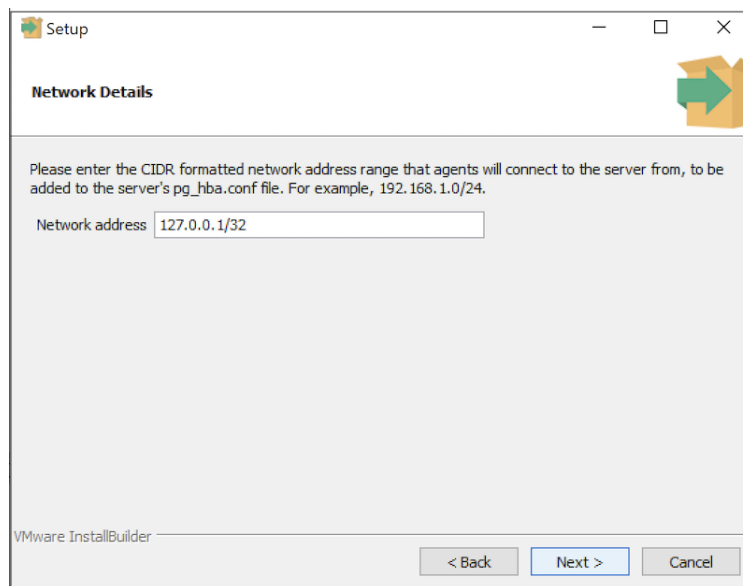 Setup
Network Details
Please enter the CIDR formatted network address range that agents will connect to the server from, to be
added to the server's pg_hba.conf file. For example, 192.168.1.0/24.
Network address 127.0.0.1/32
VMware InstallBuilder
< Back Next > Cancel